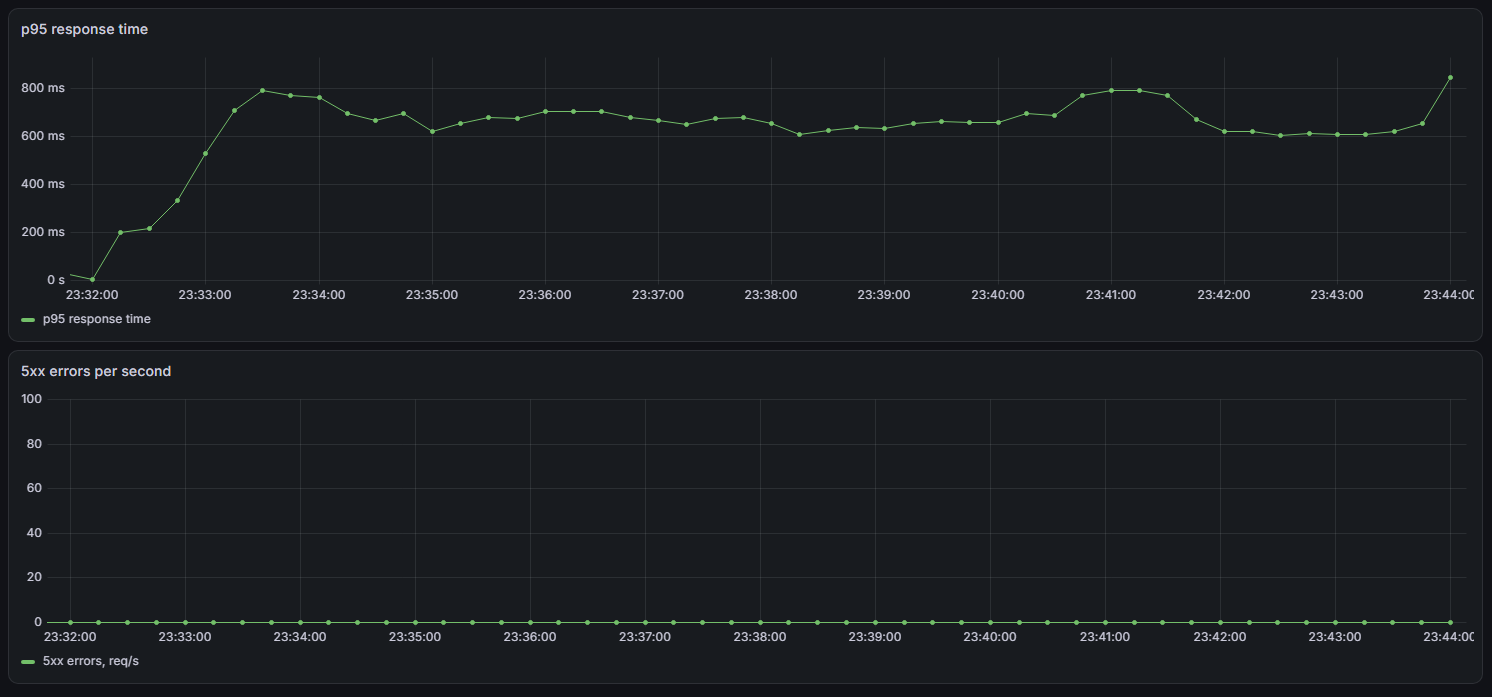 p95 response time
800 ms
600 ms
400 ms
200 ms
0 s
23:32:00 23:33:00 23:34:00 23:35:00 23:36:00 23:37:00 23:38:00 23:39:00 23:40:00 23:41:00 23:42:00 23:43:00 23:44:00
p95 response time
5xx errors per second
100
80
60
40
20
0
23:32:00 23:33:00 23:34:00 23:35:00 23:36:00 23:37:00 23:38:00 23:39:00 23:40:00 23:41:00 23:42:00 23:43:00 23:44:00
5xx errors, req/s